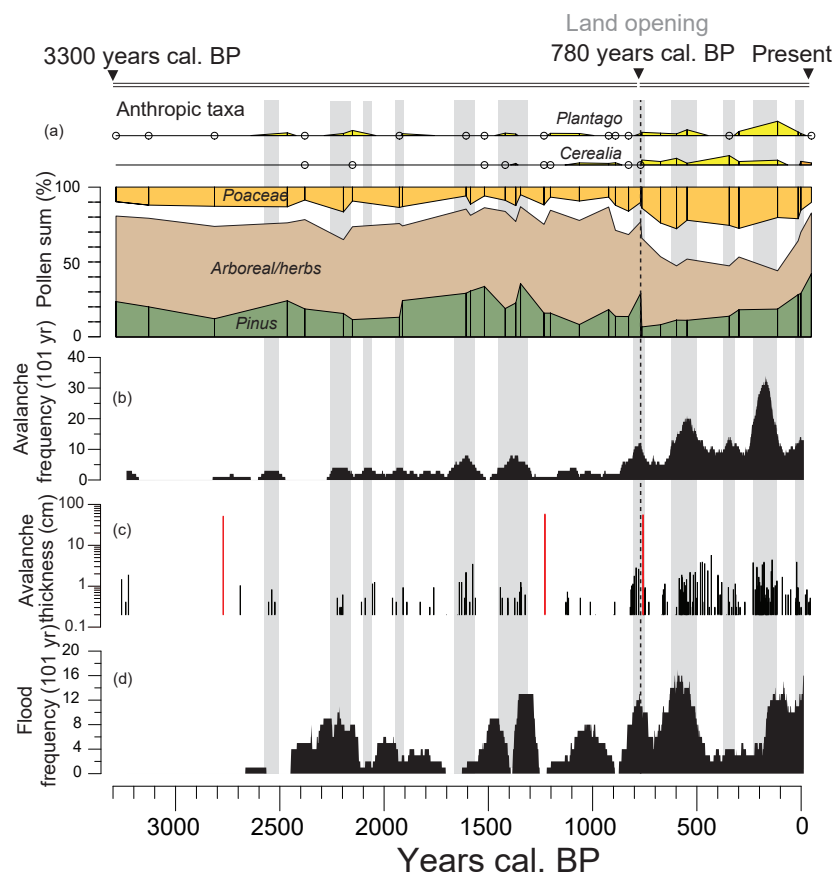 Land opening
3300 years cal. BP
780 years cal. BP
Present
Anthropic taxa
Plantago
(a)
Cerealia
Pollen sum (%)
100
50
0
Poaceae
Arboreal/herbs
Pinus
Avalanche
frequency (101 yr)
40
30
20
10
0
(b)
Avalanche
thickness (cm)
100
10
1
0.1
(c)
Flood
frequency (101 yr)
20
16
12
8
4
0
(d)
3000 2500 2000 1500 1000 500 0
Years cal. BP